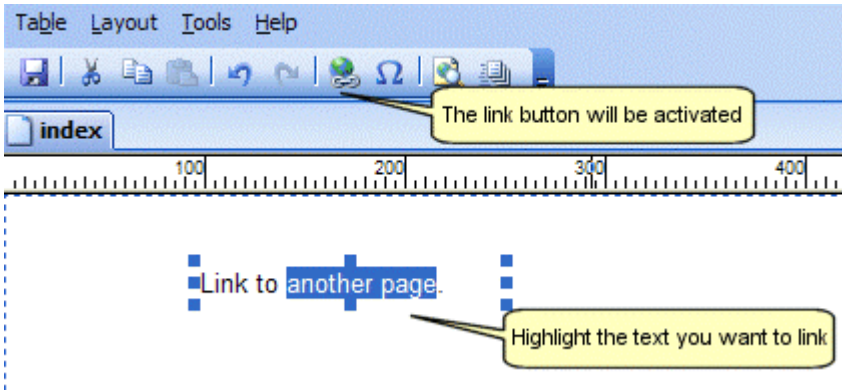 Table Layout Tools Help
Ω
The link button will be activated
index
100 200 300 400
Link to another page.
Highlight the text you want to link